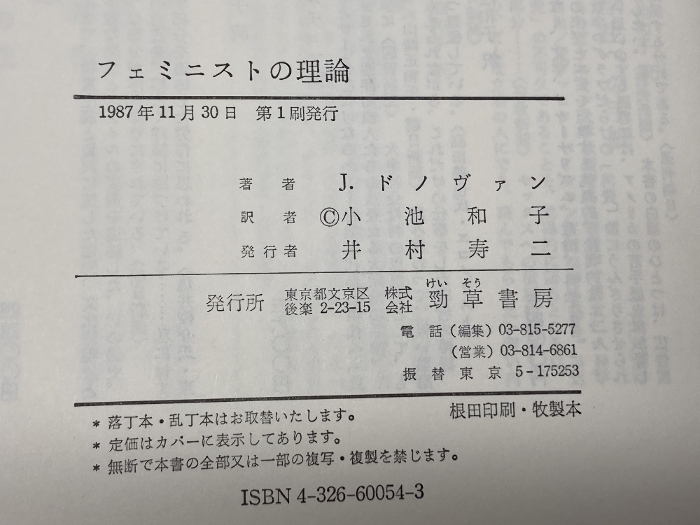 フェミニストの理論
1987年11月30日 第1刷発行
著者 J.ドノヴァン
訳者 ©小池和子
発行者 井村寿二
発行所 東京都文京区後楽2-23-15 株式会社 勁草書房
けい そう
電話 (編集) 03-815-5277
(営業) 03-814-6861
振替東京 5-175253
根田印刷・牧製本
* 落丁本・乱丁本はお取替いたします。
* 定価はカバーに表示してあります。
* 無断で本書の全部又は一部の複写・複製を禁じます。
ISBN 4-326-60054-3